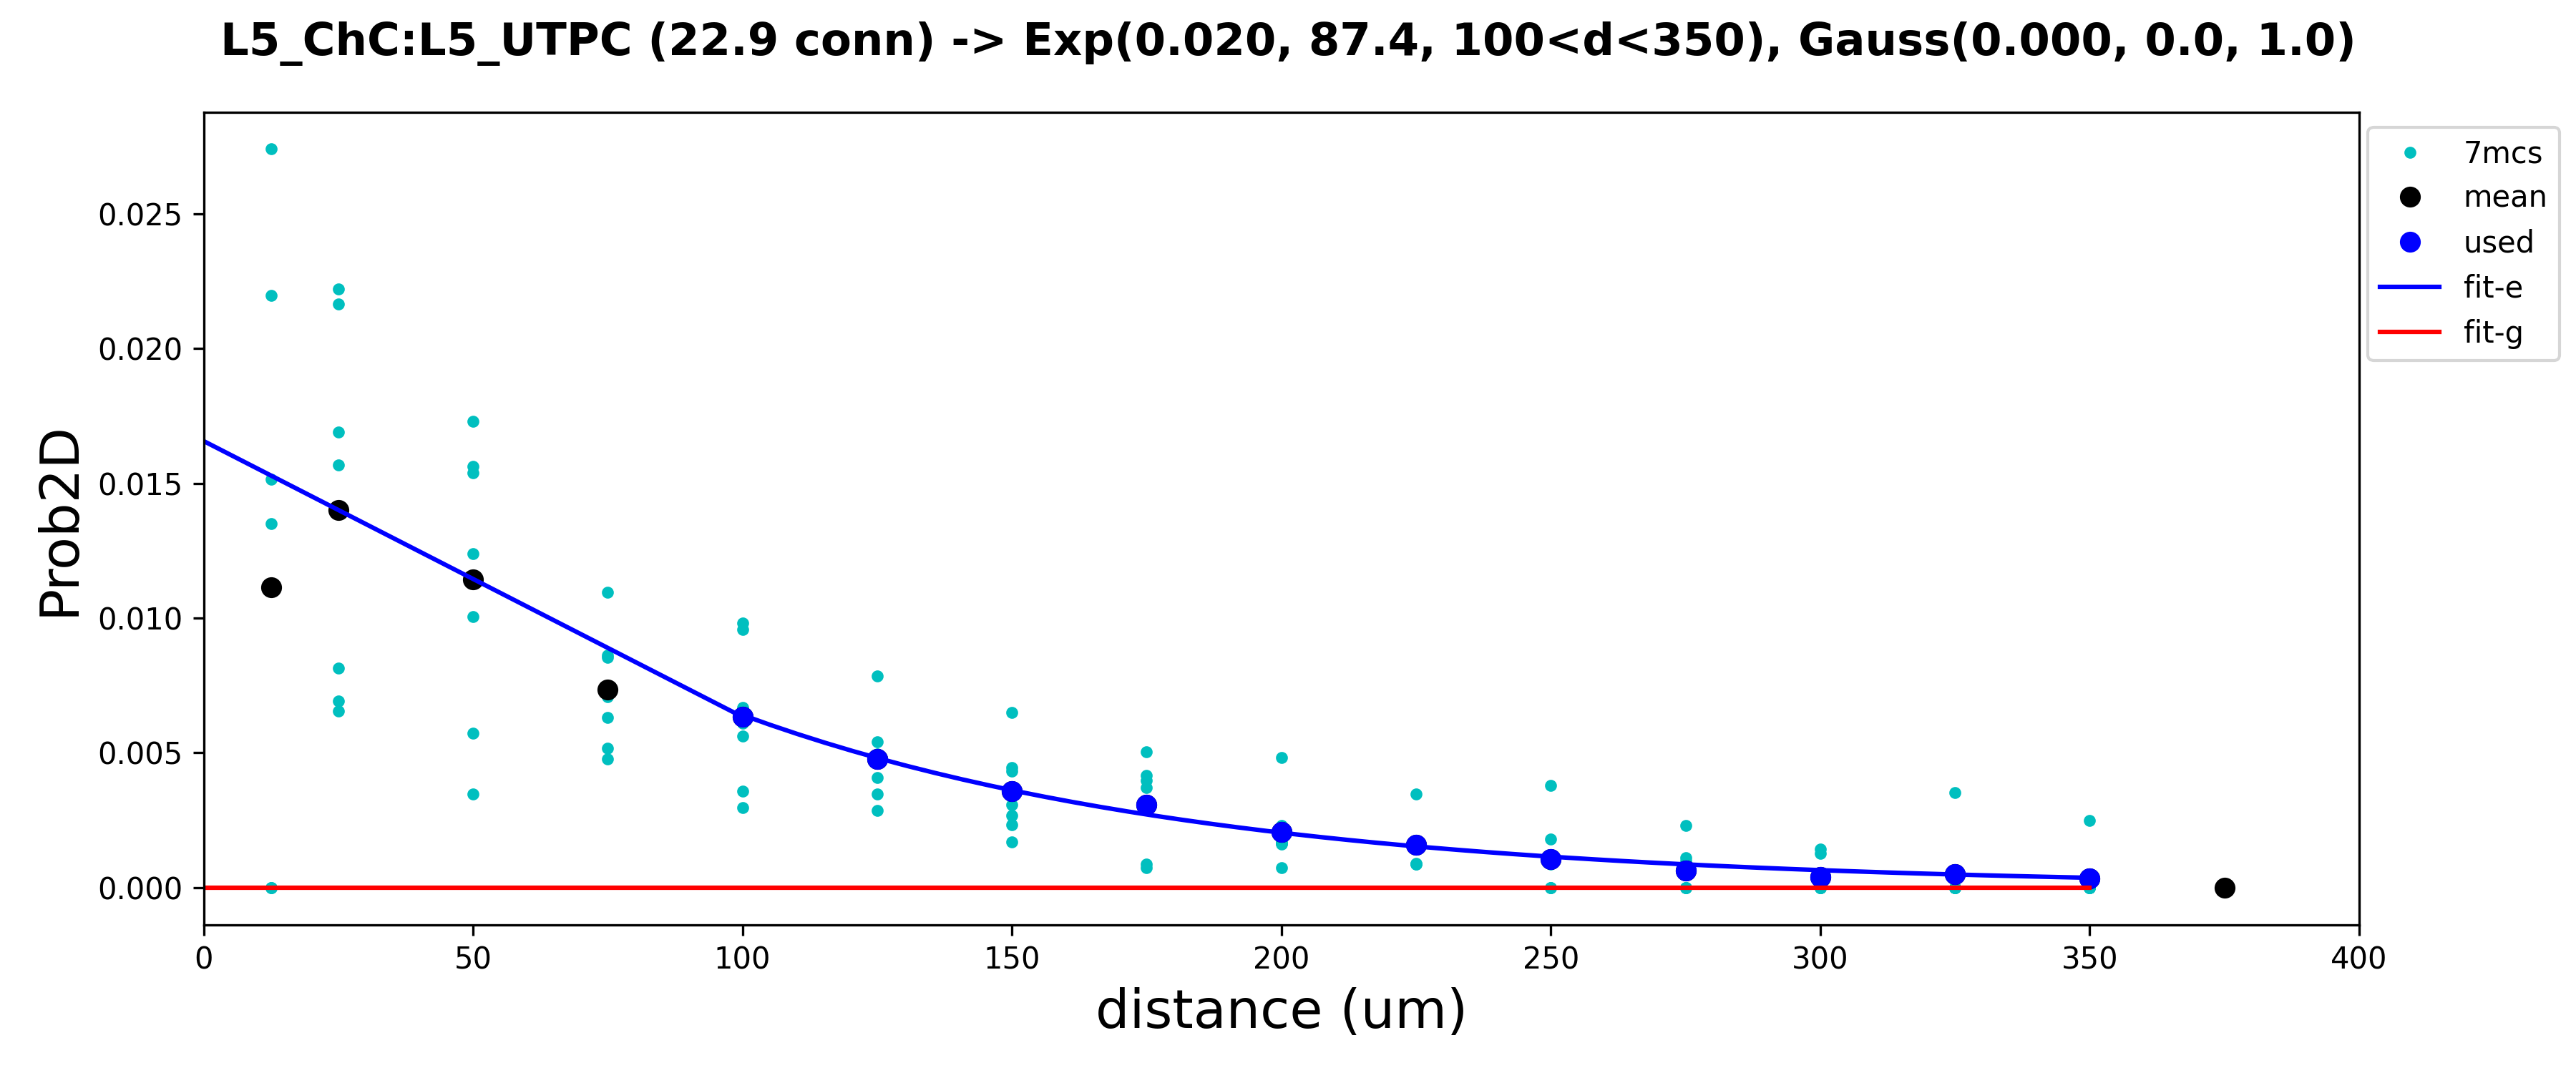 L5_ChC:L5_UTPC (22.9 conn) -> Exp(0.020, 87.4, 100<d<350), Gauss(0.000, 0.0, 1.0)
7mcs
mean
used
fit-e
fit-g
Prob2D
0.025
0.020
0.015
0.010
0.005
0.000
0 50 100 150 200 250 300 350 400
distance (um)